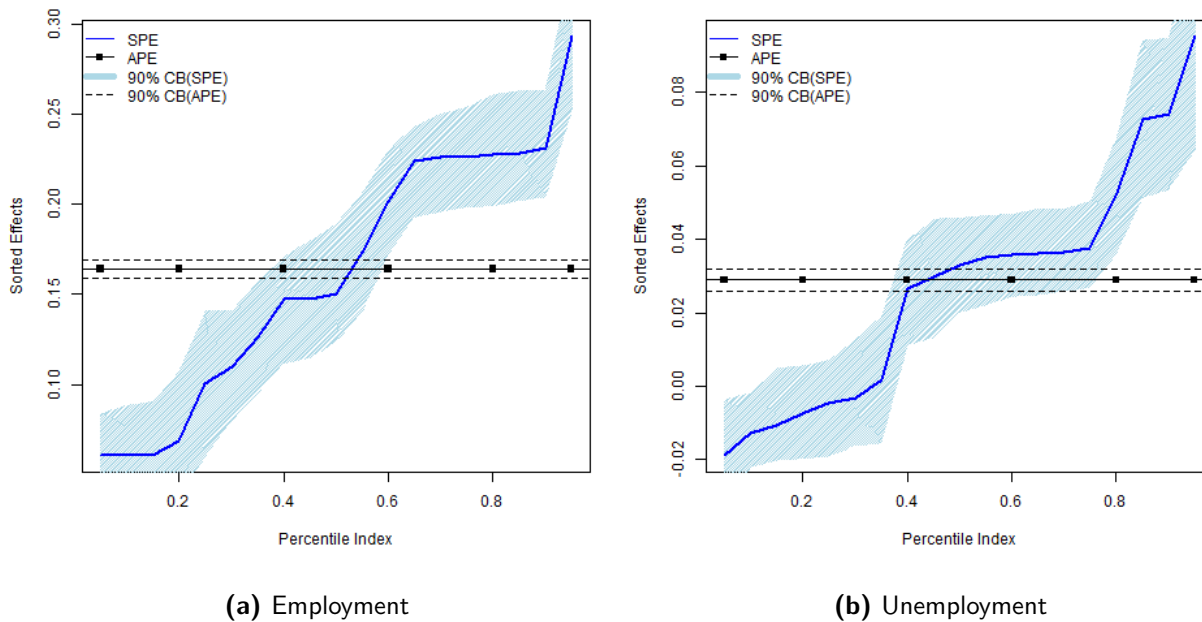 SPE
APE
90% CB(SPE)
90% CB(APE)
0.30
0.25
0.20
0.15
0.10
Sorted Effects
0.2 0.4 0.6 0.8
Percentile Index
(a) Employment
SPE
APE
90% CB(SPE)
90% CB(APE)
0.08
0.06
0.04
0.02
0.00
-0.02
Sorted Effects
0.2 0.4 0.6 0.8
Percentile Index
(b) Unemployment